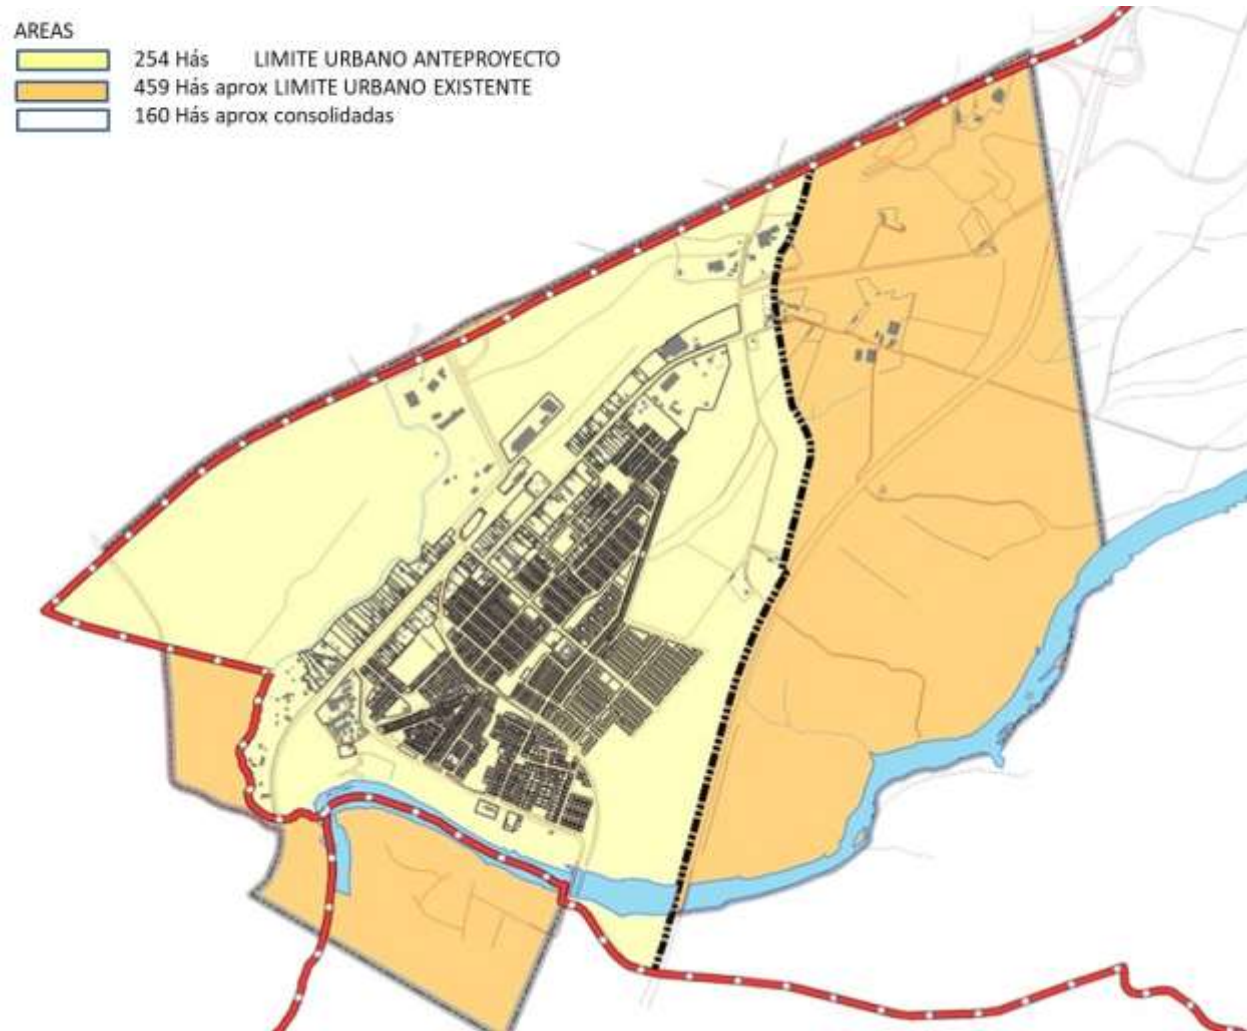 AREAS
254 Hás LIMITE URBANO ANTEPROYECTO
459 Hás aprox LIMITE URBANO EXISTENTE
160 Hás aprox consolidadas